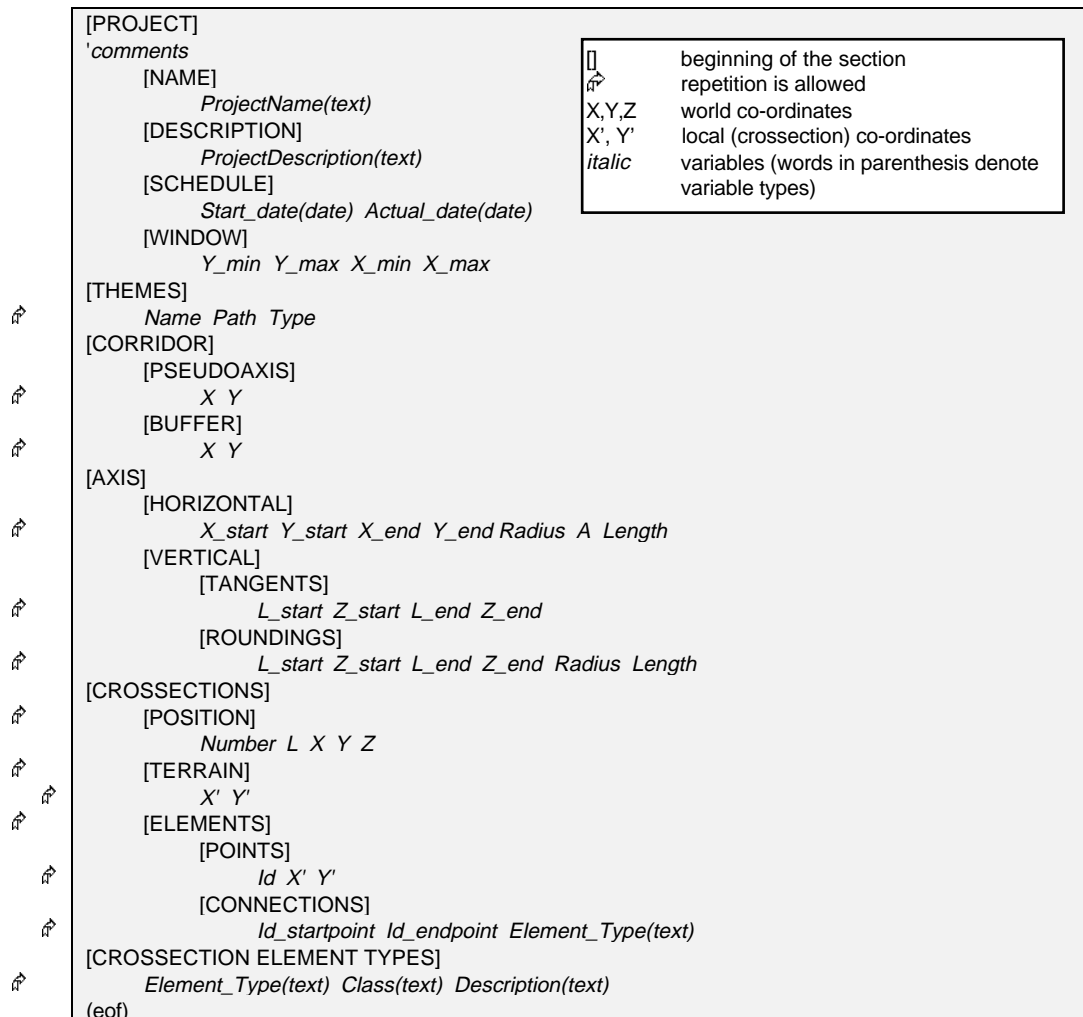 [PROJECT]
'comments
[NAME]
ProjectName(text)
[DESCRIPTION]
ProjectDescription(text)
[SCHEDULE]
Start_date(date) Actual_date(date)
[WINDOW]
Y_min Y_max X_min X_max
[] beginning of the section
repetition is allowed
X,Y,Z world co-ordinates
X', Y' local (crossection) co-ordinates
italic variables (words in parenthesis denote
variable types)
[THEMES]
Name Path Type
[CORRIDOR]
[PSEUDOAXIS]
X Y
[BUFFER]
X Y
[AXIS]
[HORIZONTAL]
X_start Y_start X_end Y_end Radius A Length
[VERTICAL]
[TANGENTS]
L_start Z_start L_end Z_end
[ROUNDINGS]
L_start Z_start L_end Z_end Radius Length
[CROSSECTIONS]
[POSITION]
Number L X Y Z
[TERRAIN]
X' Y'
[ELEMENTS]
[POINTS]
Id X' Y'
[CONNECTIONS]
Id_startpoint Id_endpoint Element_Type(text)
[CROSSECTION ELEMENT TYPES]
Element_Type(text) Class(text) Description(text)
(eof)